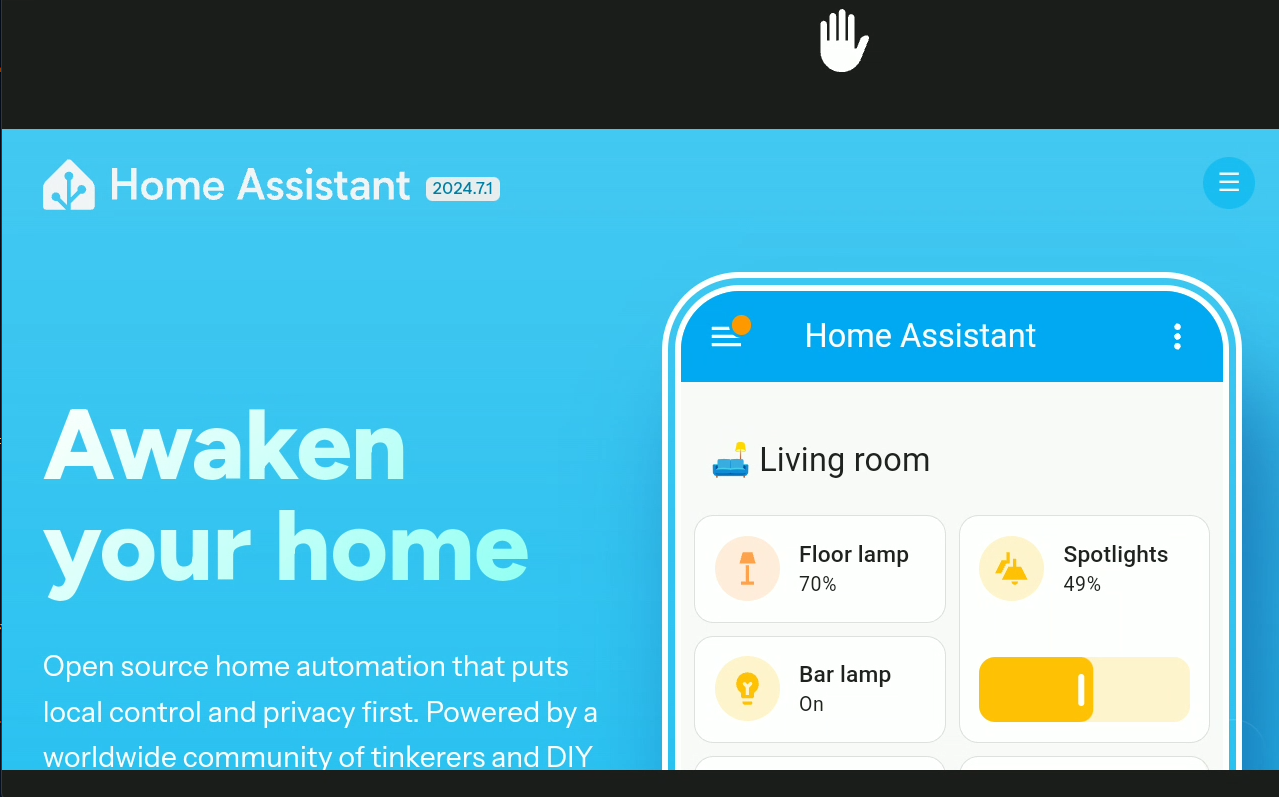 Home Assistant 2024.7.1
Home Assistant
Awaken
your home
Living room
Floor lamp
70%
Spotlights
49%
Bar lamp
On
Open source home automation that puts
local control and privacy first. Powered by a
worldwide community of tinkerers and DIY